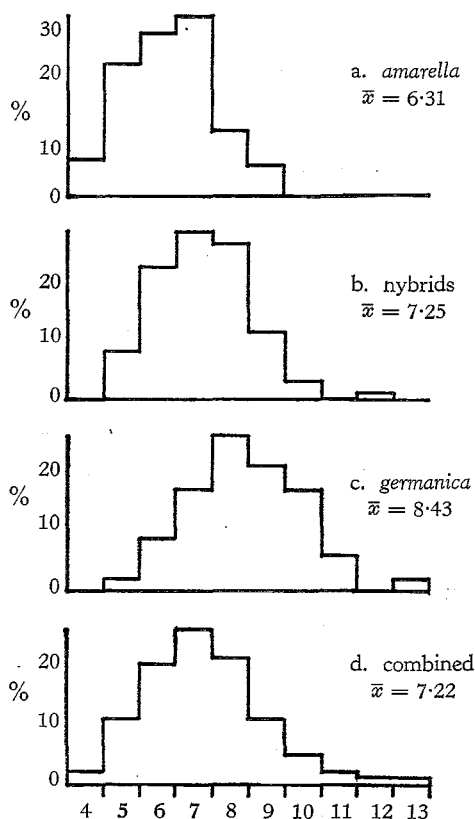 30
20
%
10
0
a. amarella
x̅ = 6·31
20
%
10
0
b. nybrids
x̅ = 7·25
20
%
10
0
c. germanica
x̅ = 8·43
20
%
10
0
d. combined
x̅ = 7·22
4 5 6 7 8 9 10 11 12 13